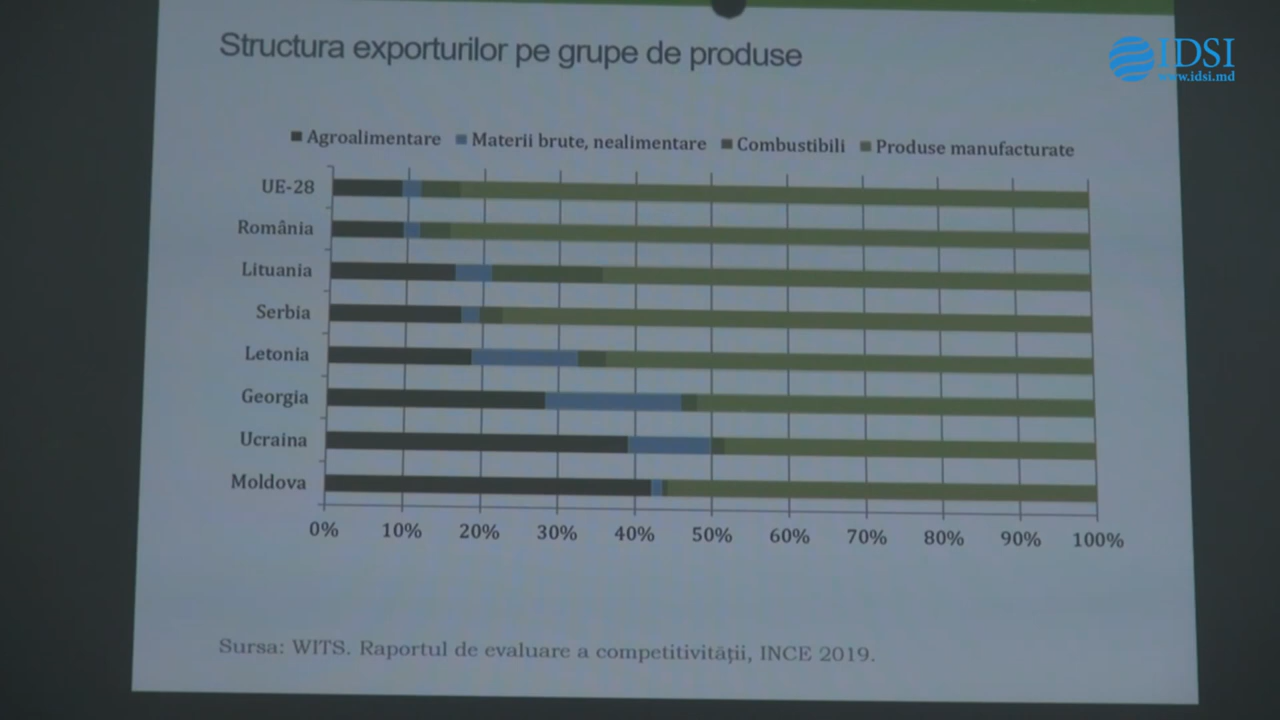 Structura exporturilor pe grupe de produse
IDSI
www.idsi.md
Agroalimentare Materii brute, nealimentare Combustibili Produse manufacturate
UE-28
România
Lituania
Serbia
Letonia
Georgia
Ucraina
Moldova
0% 10% 20% 30% 40% 50% 60% 70% 80% 90% 100%
Sursa: WITS. Raportul de evaluare a competitivității, INCE 2019.